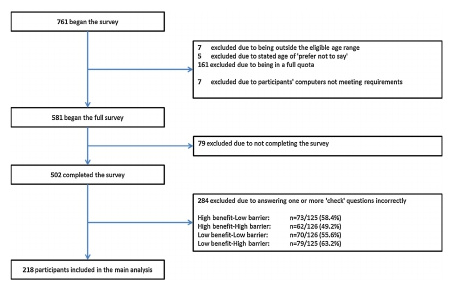 761 began the survey
7 excluded due to being outside the eligible age range
5 excluded due to stated age of 'prefer not to say'
161 excluded due to being in a full quota
7 excluded due to participants' computers not meeting requirements
581 began the full survey
79 excluded due to not completing the survey
502 completed the survey
284 excluded due to answering one or more 'check' questions incorrectly
High benefit-Low barrier: n=73/125 (58.4%)
High benefit-High barrier: n=62/126 (49.2%)
Low benefit-Low barrier: n=70/126 (55.6%)
Low benefit-High barrier: n=79/125 (63.2%)
218 participants included in the main analysis